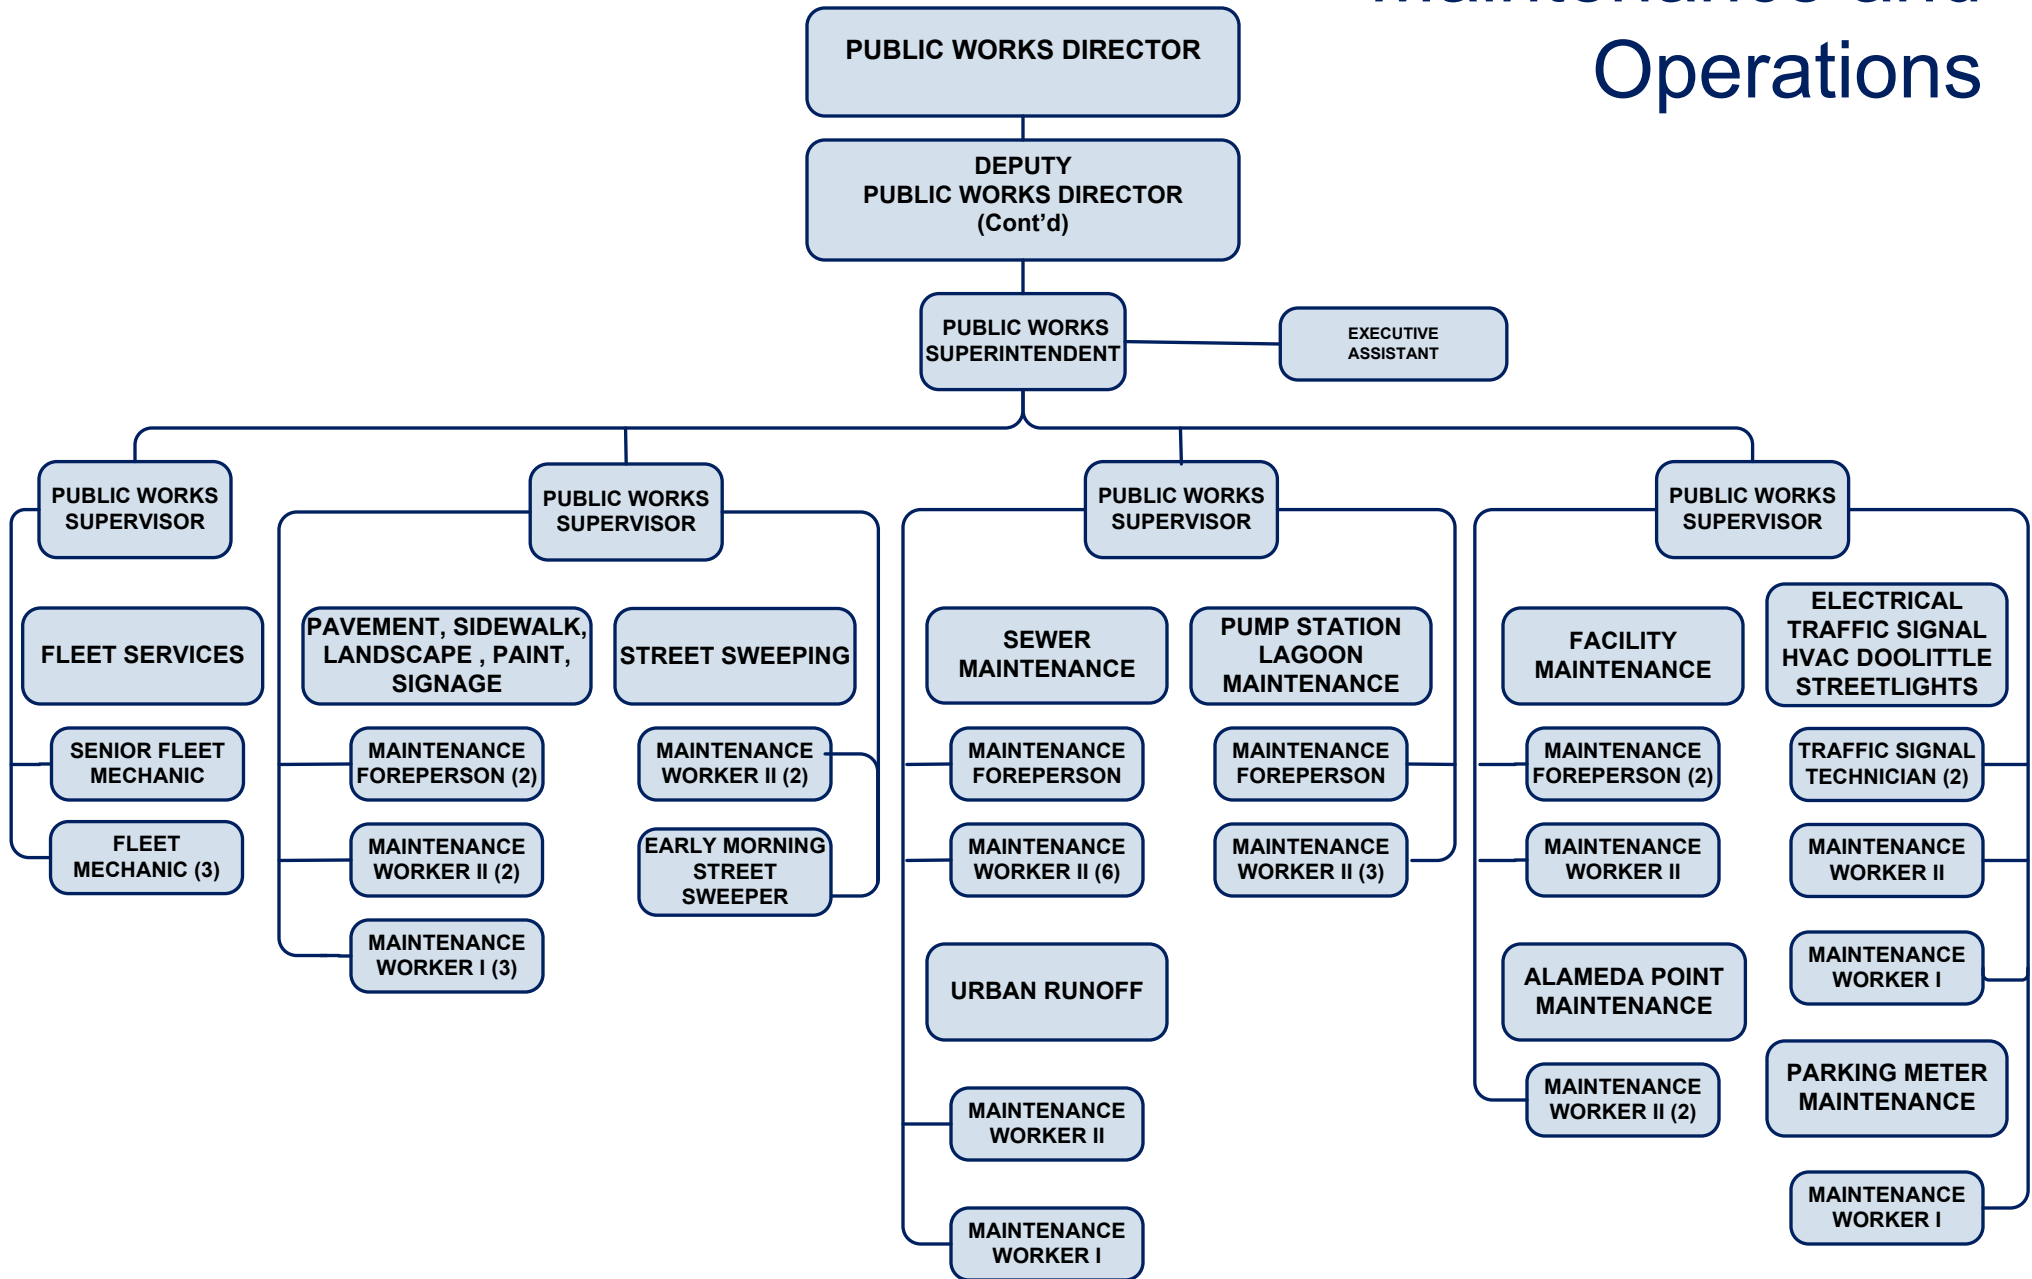 Maintenance and
Operations
PUBLIC WORKS DIRECTOR
DEPUTY
PUBLIC WORKS DIRECTOR
(Cont’d)
PUBLIC WORKS
SUPERINTENDENT
EXECUTIVE
ASSISTANT
PUBLIC WORKS
SUPERVISOR
FLEET SERVICES
SENIOR FLEET
MECHANIC
FLEET
MECHANIC (3)
PUBLIC WORKS
SUPERVISOR
PAVEMENT, SIDEWALK,
LANDSCAPE , PAINT,
SIGNAGE
MAINTENANCE
FOREPERSON (2)
MAINTENANCE
WORKER II (2)
MAINTENANCE
WORKER I (3)
STREET SWEEPING
MAINTENANCE
WORKER II (2)
EARLY MORNING
STREET
SWEEPER
PUBLIC WORKS
SUPERVISOR
SEWER
MAINTENANCE
MAINTENANCE
FOREPERSON
MAINTENANCE
WORKER II (6)
URBAN RUNOFF
MAINTENANCE
WORKER II
MAINTENANCE
WORKER I
PUMP STATION
LAGOON
MAINTENANCE
MAINTENANCE
FOREPERSON
MAINTENANCE
WORKER II (3)
PUBLIC WORKS
SUPERVISOR
FACILITY
MAINTENANCE
MAINTENANCE
FOREPERSON (2)
MAINTENANCE
WORKER II
ALAMEDA POINT
MAINTENANCE
MAINTENANCE
WORKER II (2)
ELECTRICAL
TRAFFIC SIGNAL
HVAC DOOLITTLE
STREETLIGHTS
TRAFFIC SIGNAL
TECHNICIAN (2)
MAINTENANCE
WORKER II
MAINTENANCE
WORKER I
PARKING METER
MAINTENANCE
MAINTENANCE
WORKER I